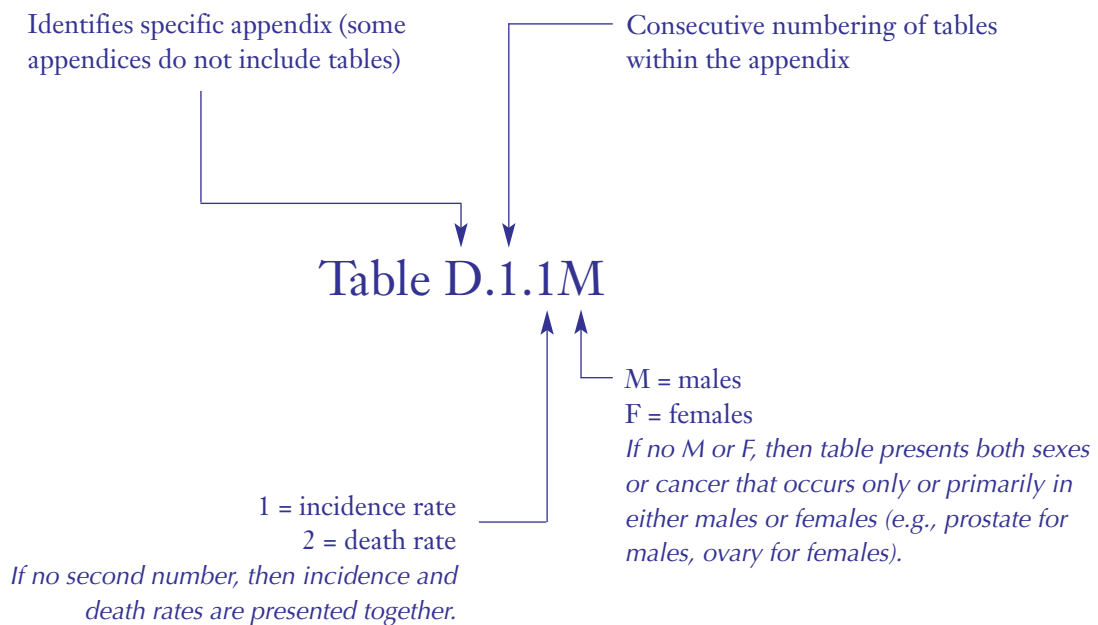 Identifies specific appendix (some
appendices do not include tables)
Consecutive numbering of tables
within the appendix
Table D.1.1M
M = males
F = females
If no M or F, then table presents both sexes
or cancer that occurs only or primarily in
either males or females (e.g., prostate for
males, ovary for females).
1 = incidence rate
2 = death rate
If no second number, then incidence and
death rates are presented together.